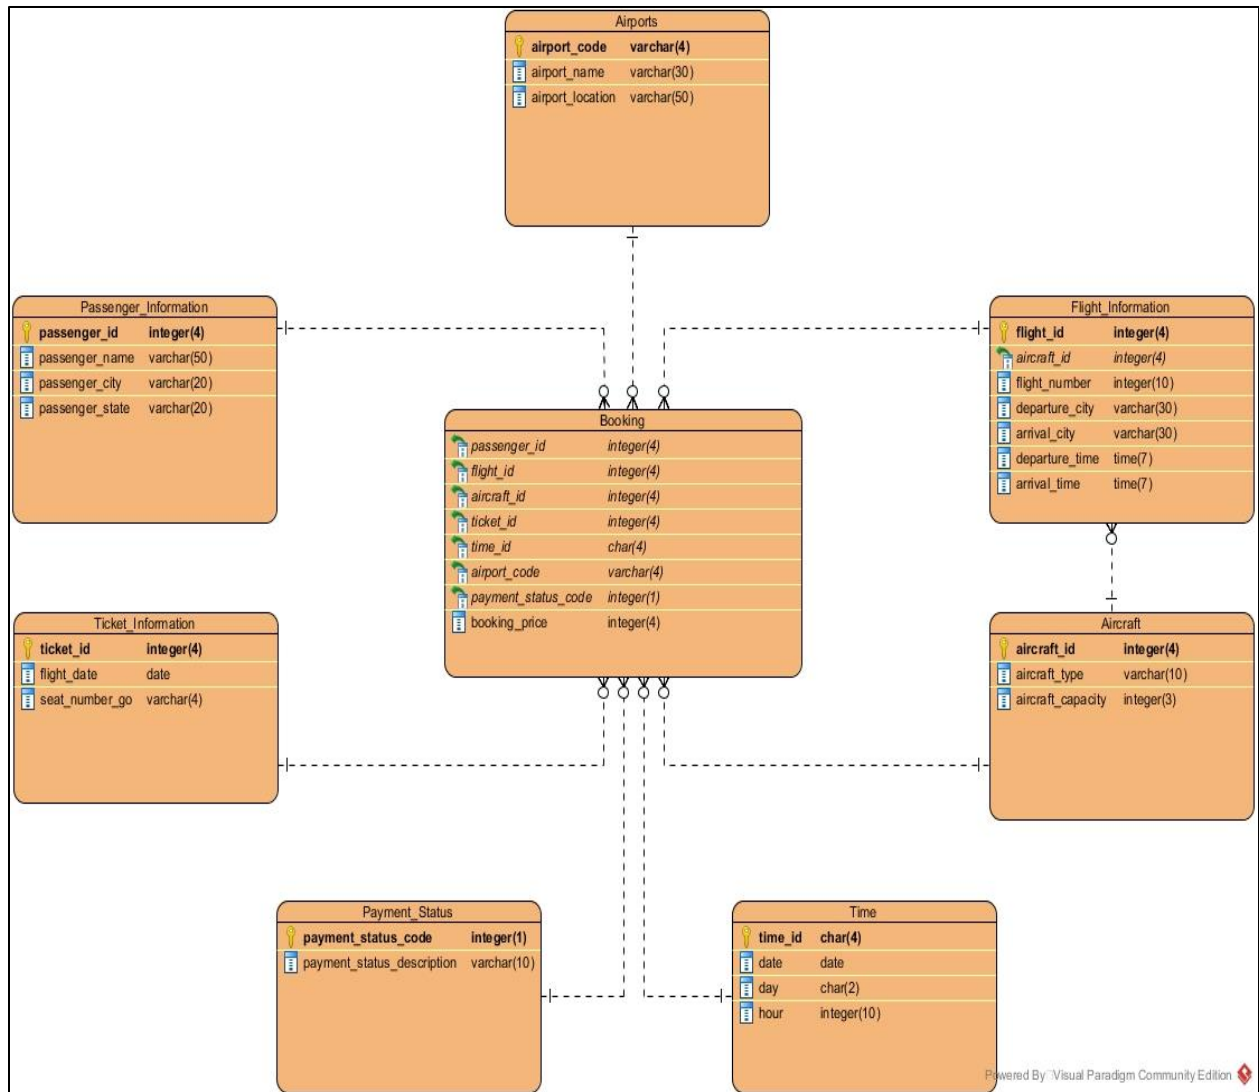 Airports
airport_code varchar(4)
airport_name varchar(30)
airport_location varchar(50)
Passenger_Information
passenger_id integer(4)
passenger_name varchar(50)
passenger_city varchar(20)
passenger_state varchar(20)
Flight_Information
flight_id integer(4)
aircraft_id integer(4)
flight_number integer(10)
departure_city varchar(30)
arrival_city varchar(30)
departure_time time(7)
arrival_time time(7)
Booking
passenger_id integer(4)
flight_id integer(4)
aircraft_id integer(4)
ticket_id integer(4)
time_id char(4)
airport_code varchar(4)
payment_status_code integer(1)
booking_price integer(4)
Ticket_Information
ticket_id integer(4)
flight_date date
seat_number_go varchar(4)
Aircraft
aircraft_id integer(4)
aircraft_type varchar(10)
aircraft_capacity integer(3)
Payment_Status
payment_status_code integer(1)
payment_status_description varchar(10)
Time
time_id char(4)
date date
day char(2)
hour integer(10)
Powered By Visual Paradigm Community Edition